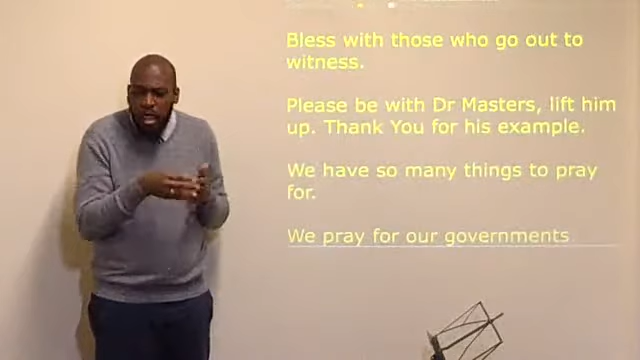 Bless with those who go out to
witness.
Please be with Dr Masters, lift him
up. Thank You for his example.
We have so many things to pray
for.
We pray for our governments